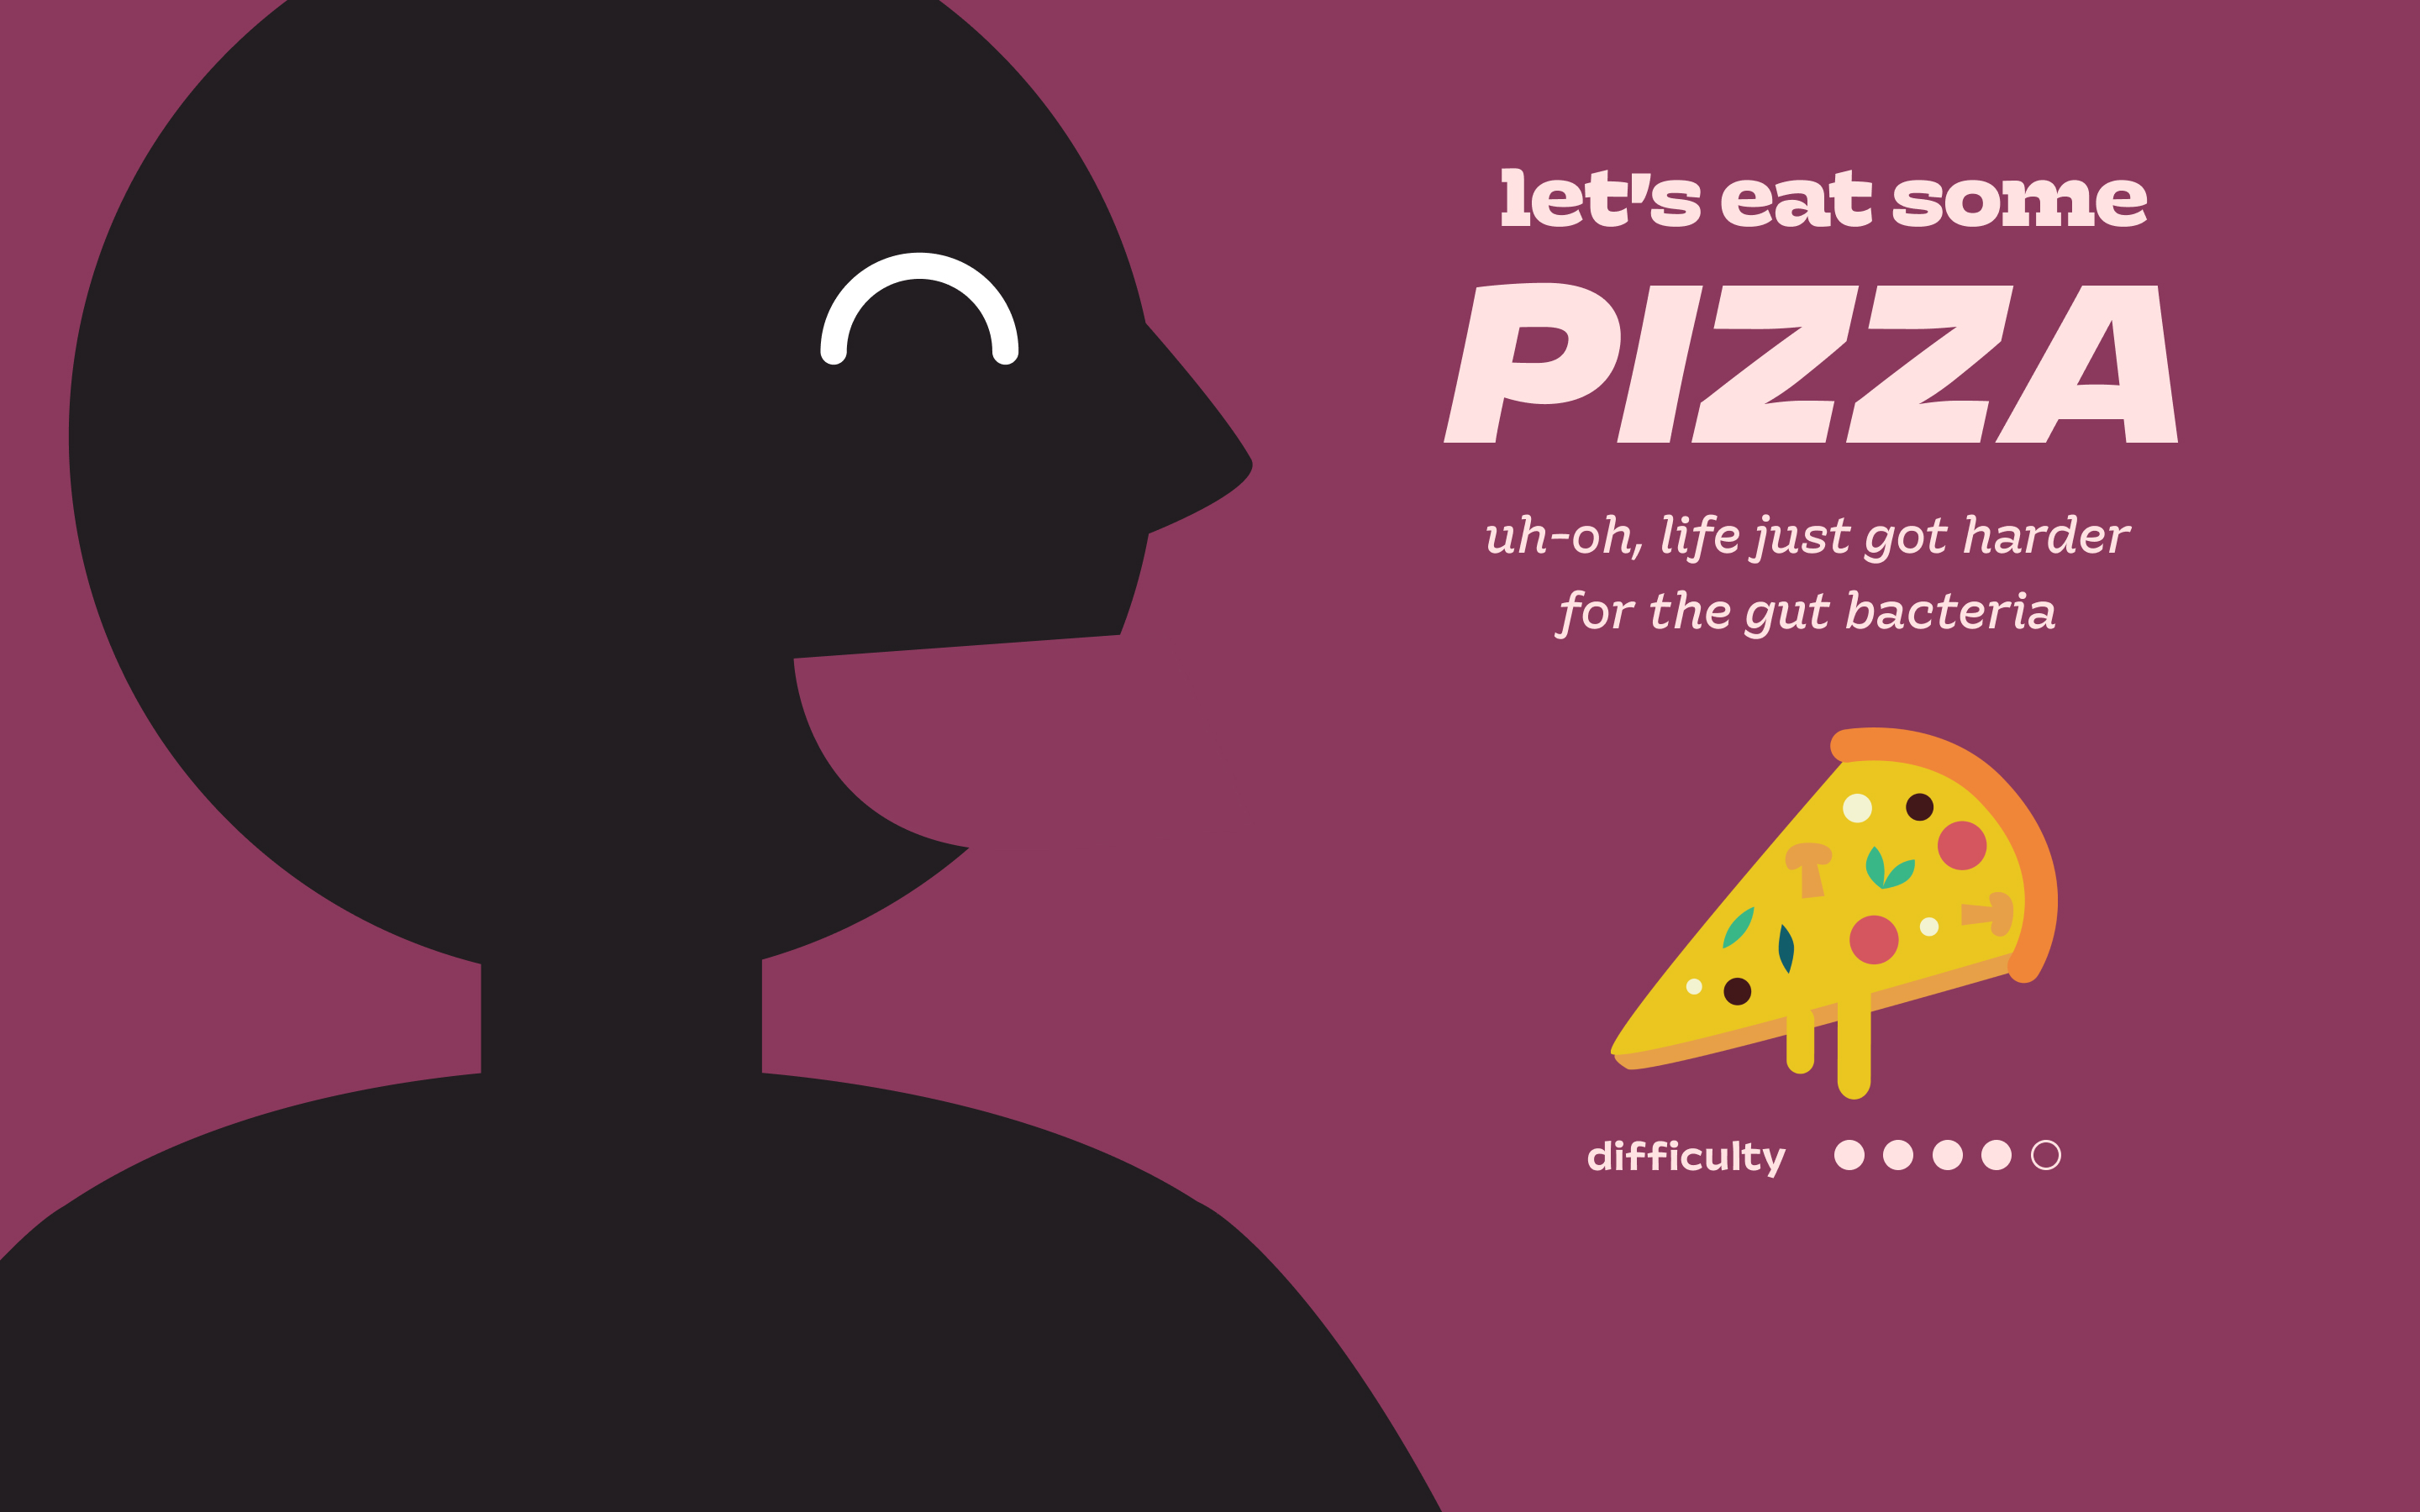 let's eat some
PIZZA
uh-oh, life just got harder
for the gut bacteria
difficulty